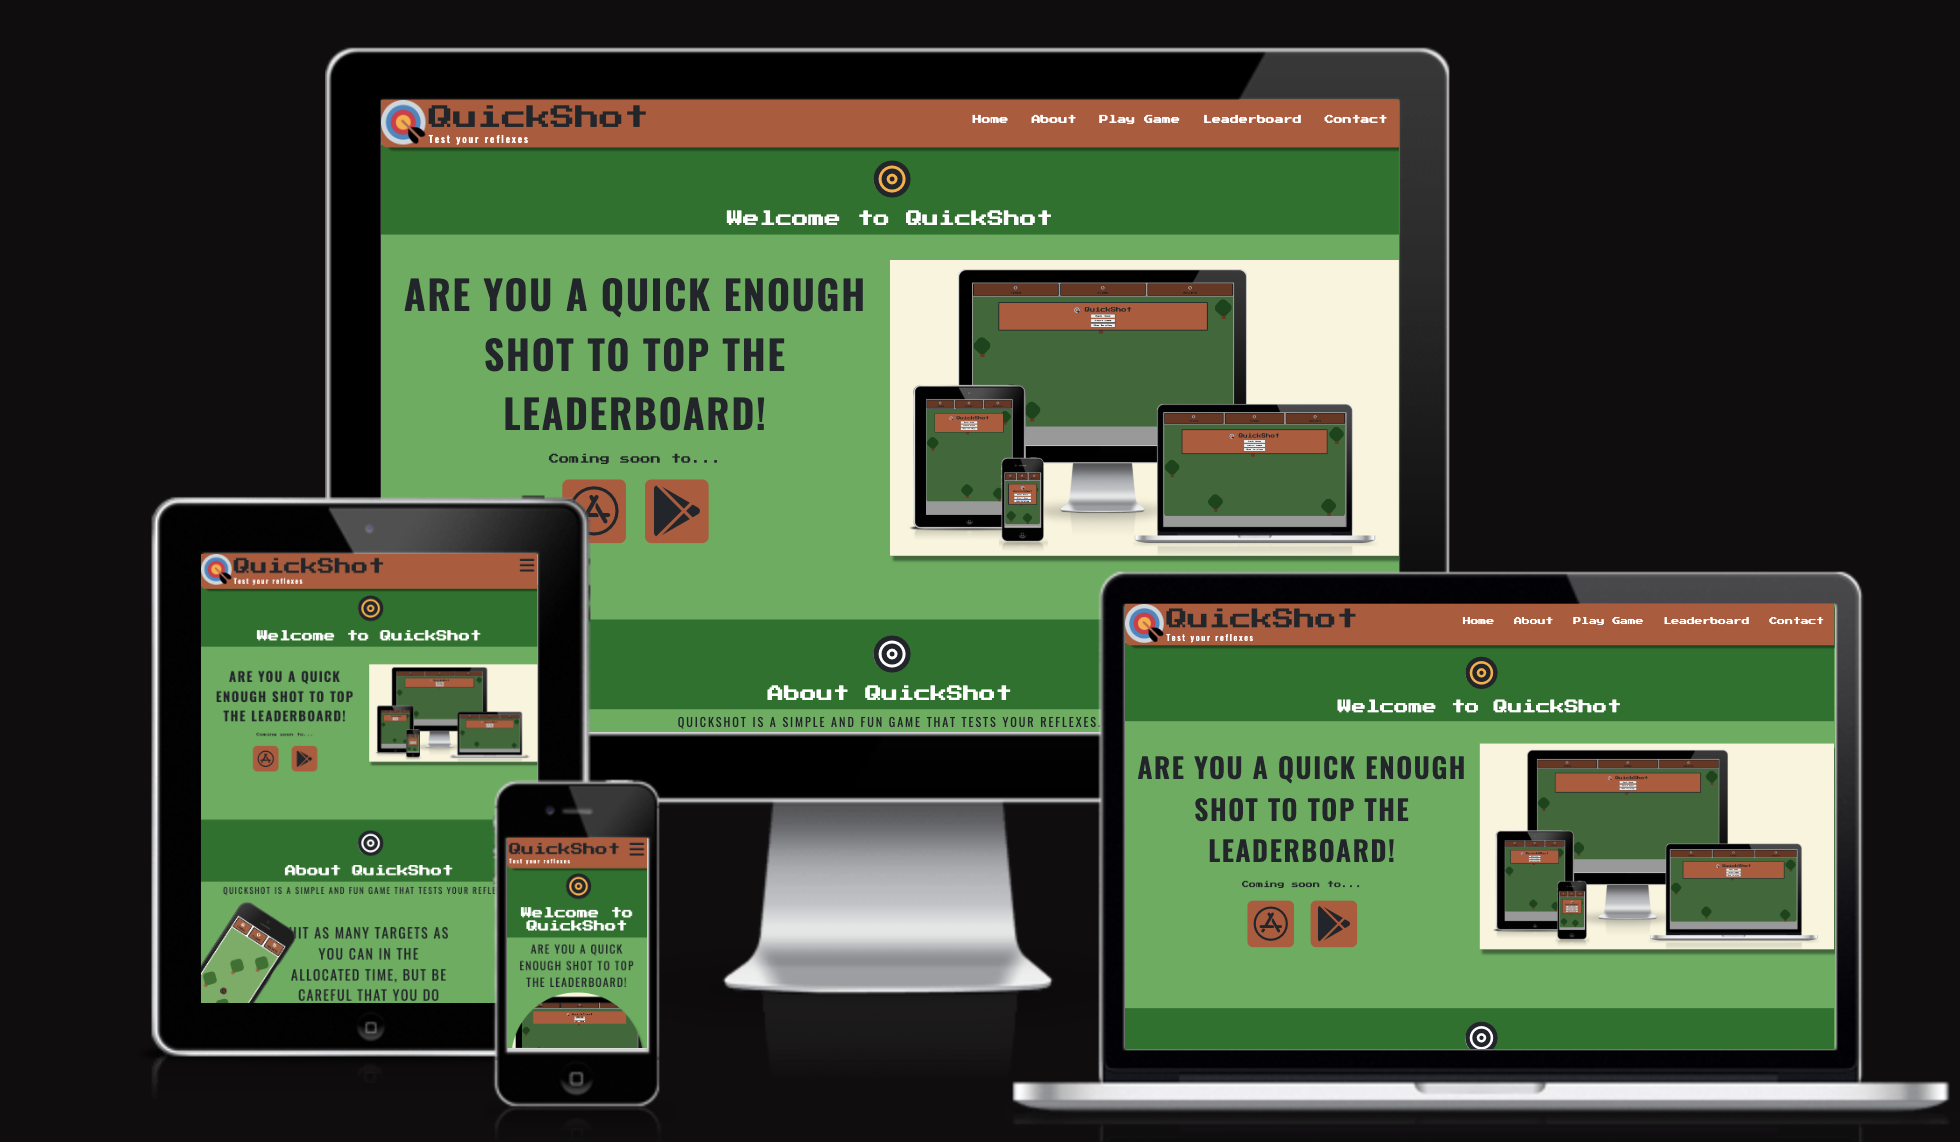 QuickShot
Test your reflexes
Home About Play Game Leaderboard Contact
Welcome to QuickShot
ARE YOU A QUICK ENOUGH
SHOT TO TOP THE
LEADERBOARD!
Coming soon to...
QuickShot
QuickShot
QuickShot
About QuickShot
QUICKSHOT IS A SIMPLE AND FUN GAME THAT TESTS YOUR REFLEXES.
QuickShot
Test your reflexes
Welcome to QuickShot
ARE YOU A QUICK
ENOUGH SHOT TO TOP
THE LEADERBOARD!
Coming soon to...
About QuickShot
QUICKSHOT IS A SIMPLE AND FUN GAME THAT TESTS YOUR REFLE
HIT AS MANY TARGETS AS
YOU CAN IN THE
ALLOCATED TIME, BUT BE
CAREFUL THAT YOU DO
QuickShot
Test your reflexes
Welcome to
QuickShot
ARE YOU A QUICK
ENOUGH SHOT TO TOP
THE LEADERBOARD!
QuickShot
Test your reflexes
Home About Play Game Leaderboard Contact
Welcome to QuickShot
ARE YOU A QUICK ENOUGH
SHOT TO TOP THE
LEADERBOARD!
Coming soon to...
QuickShot
QuickShot